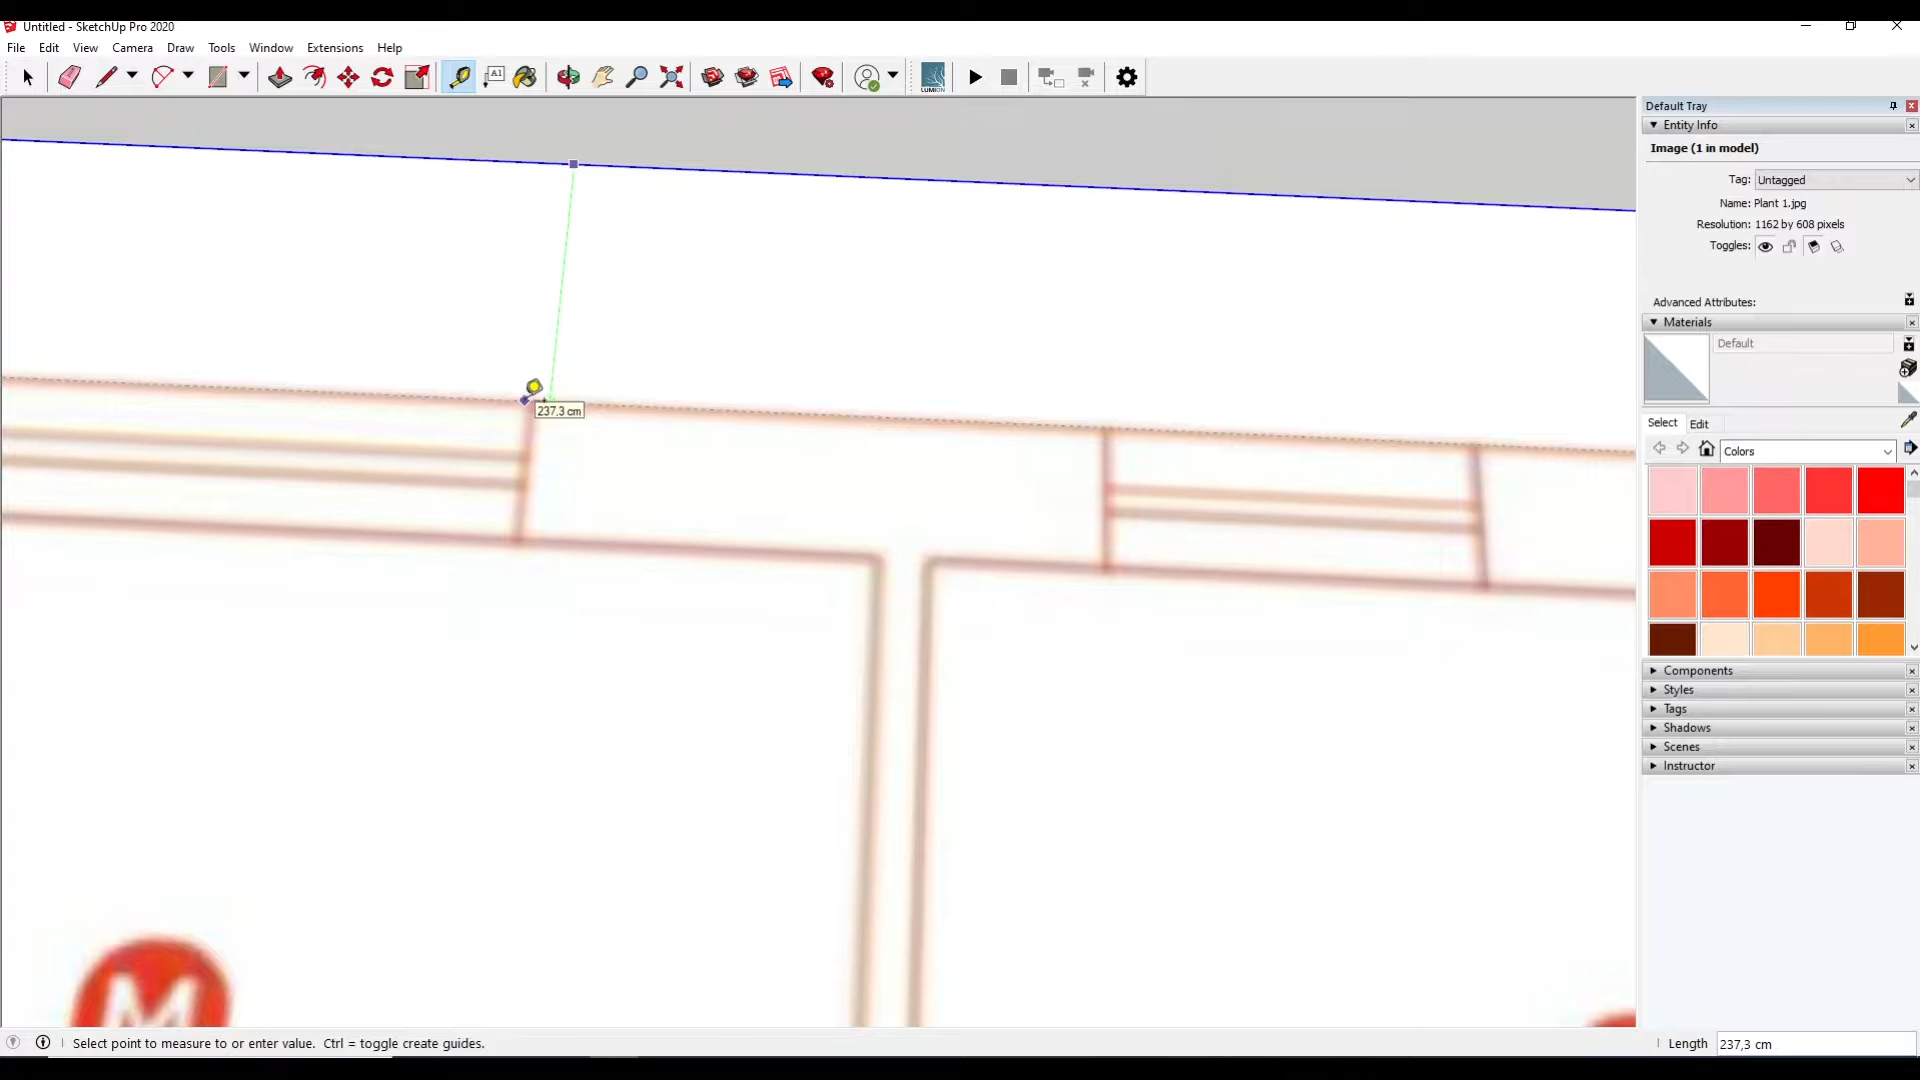 Untitled - SketchUp Pro 2020
File Edit View Camera Draw Tools Window Extensions Help
A1
LUMION
Default Tray
Entity Info
Image (1 in model)
Tag: Untagged
Name: Plant 1.jpg
Resolution: 1162 by 608 pixels
Toggles:
Advanced Attributes:
Materials
Default
Select Edit
Colors
Components
Styles
Tags
Shadows
Scenes
Instructor
237.3 cm
M
Select point to measure to or enter value. Ctrl = toggle create guides.
Length 237,3 cm